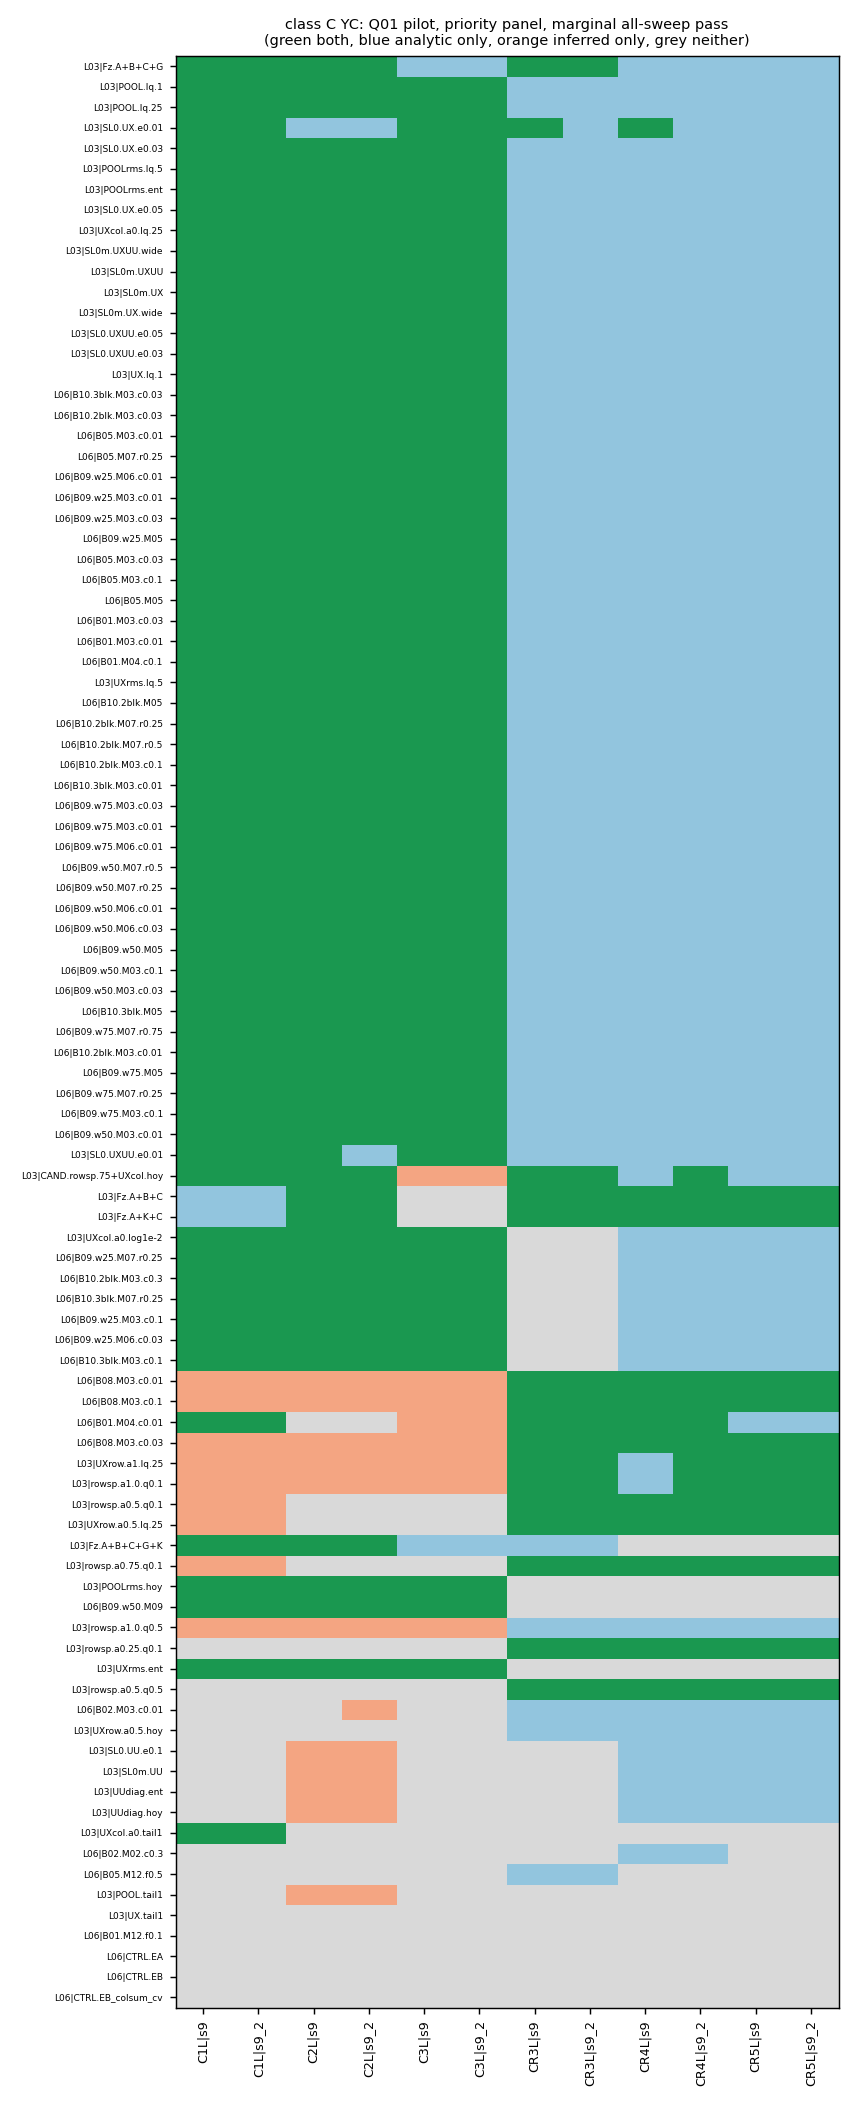 class C YC: Q01 pilot, priority panel, marginal all-sweep pass
(green both, blue analytic only, orange inferred only, grey neither)
L03|Fz.A+B+C+G
L03|POOL.lq.1
L03|POOL.lq.25
L03|SL0.UX.e0.01
L03|SL0.UX.e0.03
L03|POOLrms.lq.5
L03|POOLrms.ent
L03|SL0.UX.e0.05
L03|UXcol.a0.lq.25
L03|SL0m.UXUU.wide
L03|SL0m.UXUU
L03|SL0m.UX
L03|SL0m.UX.wide
L03|SL0.UXUU.e0.05
L03|SL0.UXUU.e0.03
L03|UX.lq.1
L06|B10.3blk.M03.c0.03
L06|B10.2blk.M03.c0.03
L06|B05.M03.c0.01
L06|B05.M07.r0.25
L06|B09.w25.M06.c0.01
L06|B09.w25.M03.c0.01
L06|B09.w25.M03.c0.03
L06|B09.w25.M05
L06|B05.M03.c0.03
L06|B05.M03.c0.1
L06|B05.M05
L06|B01.M03.c0.03
L06|B01.M03.c0.01
L06|B01.M04.c0.1
L03|UXrms.lq.5
L06|B10.2blk.M05
L06|B10.2blk.M07.r0.25
L06|B10.2blk.M07.r0.5
L06|B10.2blk.M03.c0.1
L06|B10.3blk.M03.c0.01
L06|B09.w75.M03.c0.03
L06|B09.w75.M03.c0.01
L06|B09.w75.M06.c0.01
L06|B09.w50.M07.r0.5
L06|B09.w50.M07.r0.25
L06|B09.w50.M06.c0.01
L06|B09.w50.M06.c0.03
L06|B09.w50.M05
L06|B09.w50.M03.c0.1
L06|B09.w50.M03.c0.03
L06|B10.3blk.M05
L06|B09.w75.M07.r0.75
L06|B10.2blk.M03.c0.01
L06|B09.w75.M05
L06|B09.w75.M07.r0.25
L06|B09.w75.M03.c0.1
L06|B09.w50.M03.c0.01
L03|SL0.UXUU.e0.01
L03|CAND.rowsp.75+UXcol.hoy
L03|Fz.A+B+C
L03|Fz.A+K+C
L03|UXcol.a0.log1e-2
L06|B09.w25.M07.r0.25
L06|B10.2blk.M03.c0.3
L06|B10.3blk.M07.r0.25
L06|B09.w25.M03.c0.1
L06|B09.w25.M06.c0.03
L06|B10.3blk.M03.c0.1
L06|B08.M03.c0.01
L06|B08.M03.c0.1
L06|B01.M04.c0.01
L06|B08.M03.c0.03
L03|UXrow.a1.lq.25
L03|rowsp.a1.0.q0.1
L03|rowsp.a0.5.q0.1
L03|UXrow.a0.5.lq.25
L03|Fz.A+B+C+G+K
L03|rowsp.a0.75.q0.1
L03|POOLrms.hoy
L06|B09.w50.M09
L03|rowsp.a1.0.q0.5
L03|rowsp.a0.25.q0.1
L03|UXrms.ent
L03|rowsp.a0.5.q0.5
L06|B02.M03.c0.01
L03|UXrow.a0.5.hoy
L03|SL0.UU.e0.1
L03|SL0m.UU
L03|UUdiag.ent
L03|UUdiag.hoy
L03|UXcol.a0.tail1
L06|B02.M02.c0.3
L06|B05.M12.f0.5
L03|POOL.tail1
L03|UX.tail1
L06|B01.M12.f0.1
L06|CTRL.EA
L06|CTRL.EB
L06|CTRL.EB_colsum_cv
C1L|s9
C1L|s9_2
C2L|s9
C2L|s9_2
C3L|s9
C3L|s9_2
CR3L|s9
CR3L|s9_2
CR4L|s9
CR4L|s9_2
CR5L|s9
CR5L|s9_2